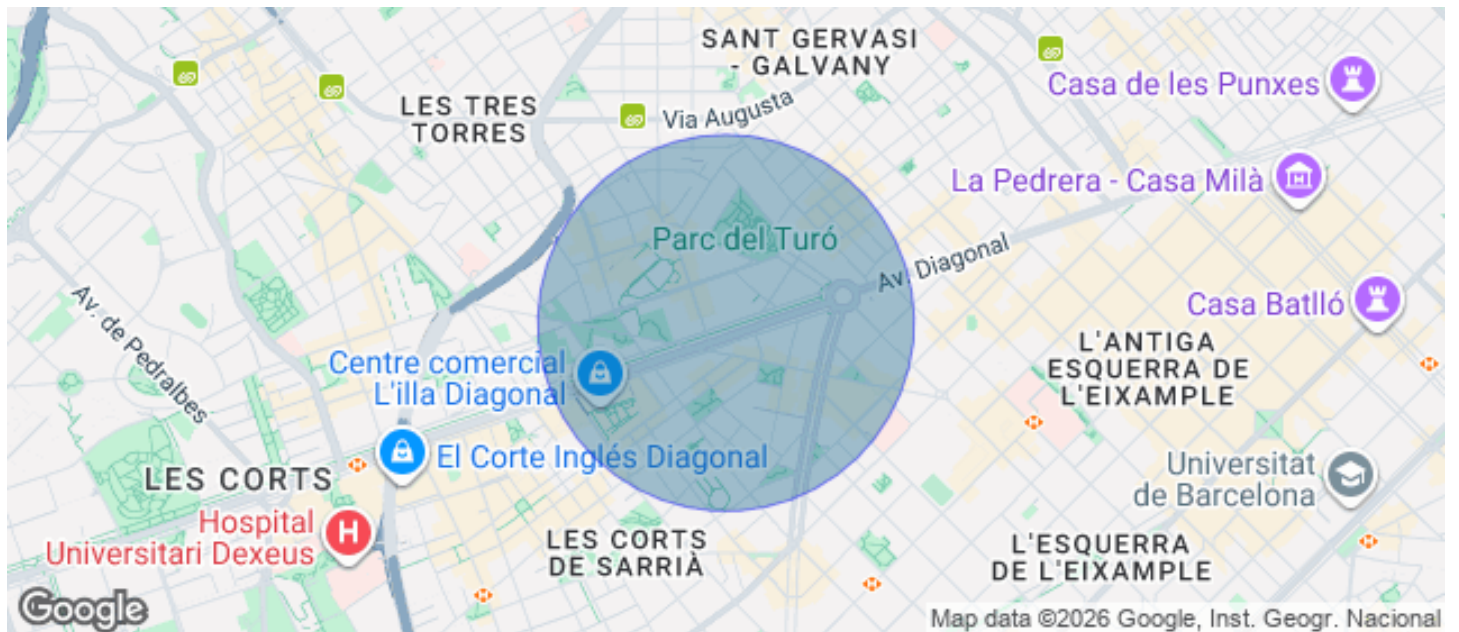 SANT GERVASI
- GALVANY
Casa de les Punxes
LES TRES
TORRES
Via Augusta
La Pedrera - Casa Milà
Parc del Turó
Av. Diagonal
Casa Batlló
Av. de Pedralbes
Centre comercial
L'illa Diagonal
L'ANTIGA
ESQUERRA DE
L'EIXAMPLE
El Corte Inglés Diagonal
LES CORTS
Universitat
de Barcelona
H
Hospital
Universitari Dexeus
LES CORTS
DE SARRIÀ
L'ESQUERRA
DE L'EIXAMPLE
Google
Map data ©2026 Google, Inst. Geogr. Nacional